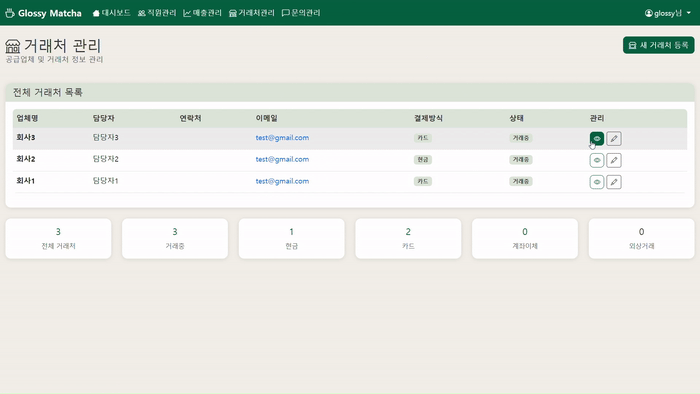 Glossy Matcha 대시보드 직원관리 매출관리 거래처관리 문의관리 glossy님
거래처 관리
공급업체 및 거래처 정보 관리
새 거래처 등록
전체 거래처 목록
업체명 담당자 연락처 이메일 결제방식 상태 관리
회사3 담당자3 test@gmail.com 카드 거래중
회사2 담당자2 test@gmail.com 현금 거래중
회사1 담당자1 test@gmail.com 카드 거래중
3 3 1 2 0 0
전체 거래처 거래중 현금 카드 계좌이체 외상거래